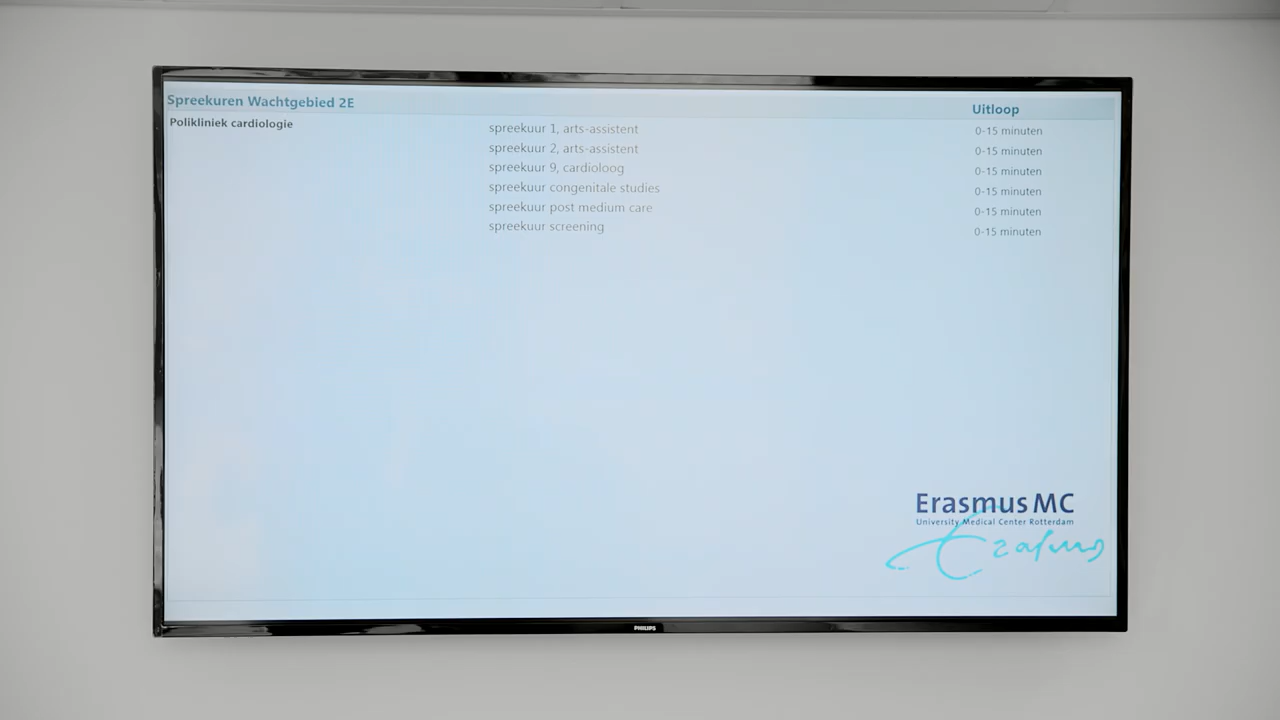 Spreekuren Wachtgebied 2E Uitloop
Polikliniek cardiologie spreekuur 1, arts-assistent 0-15 minuten
spreekuur 2, arts-assistent 0-15 minuten
spreekuur 9, cardioloog 0-15 minuten
spreekuur congenitale studies 0-15 minuten
spreekuur post medium care 0-15 minuten
spreekuur screening 0-15 minuten
Erasmus MC
University Medical Center Rotterdam
Erasmus
PHILIPS